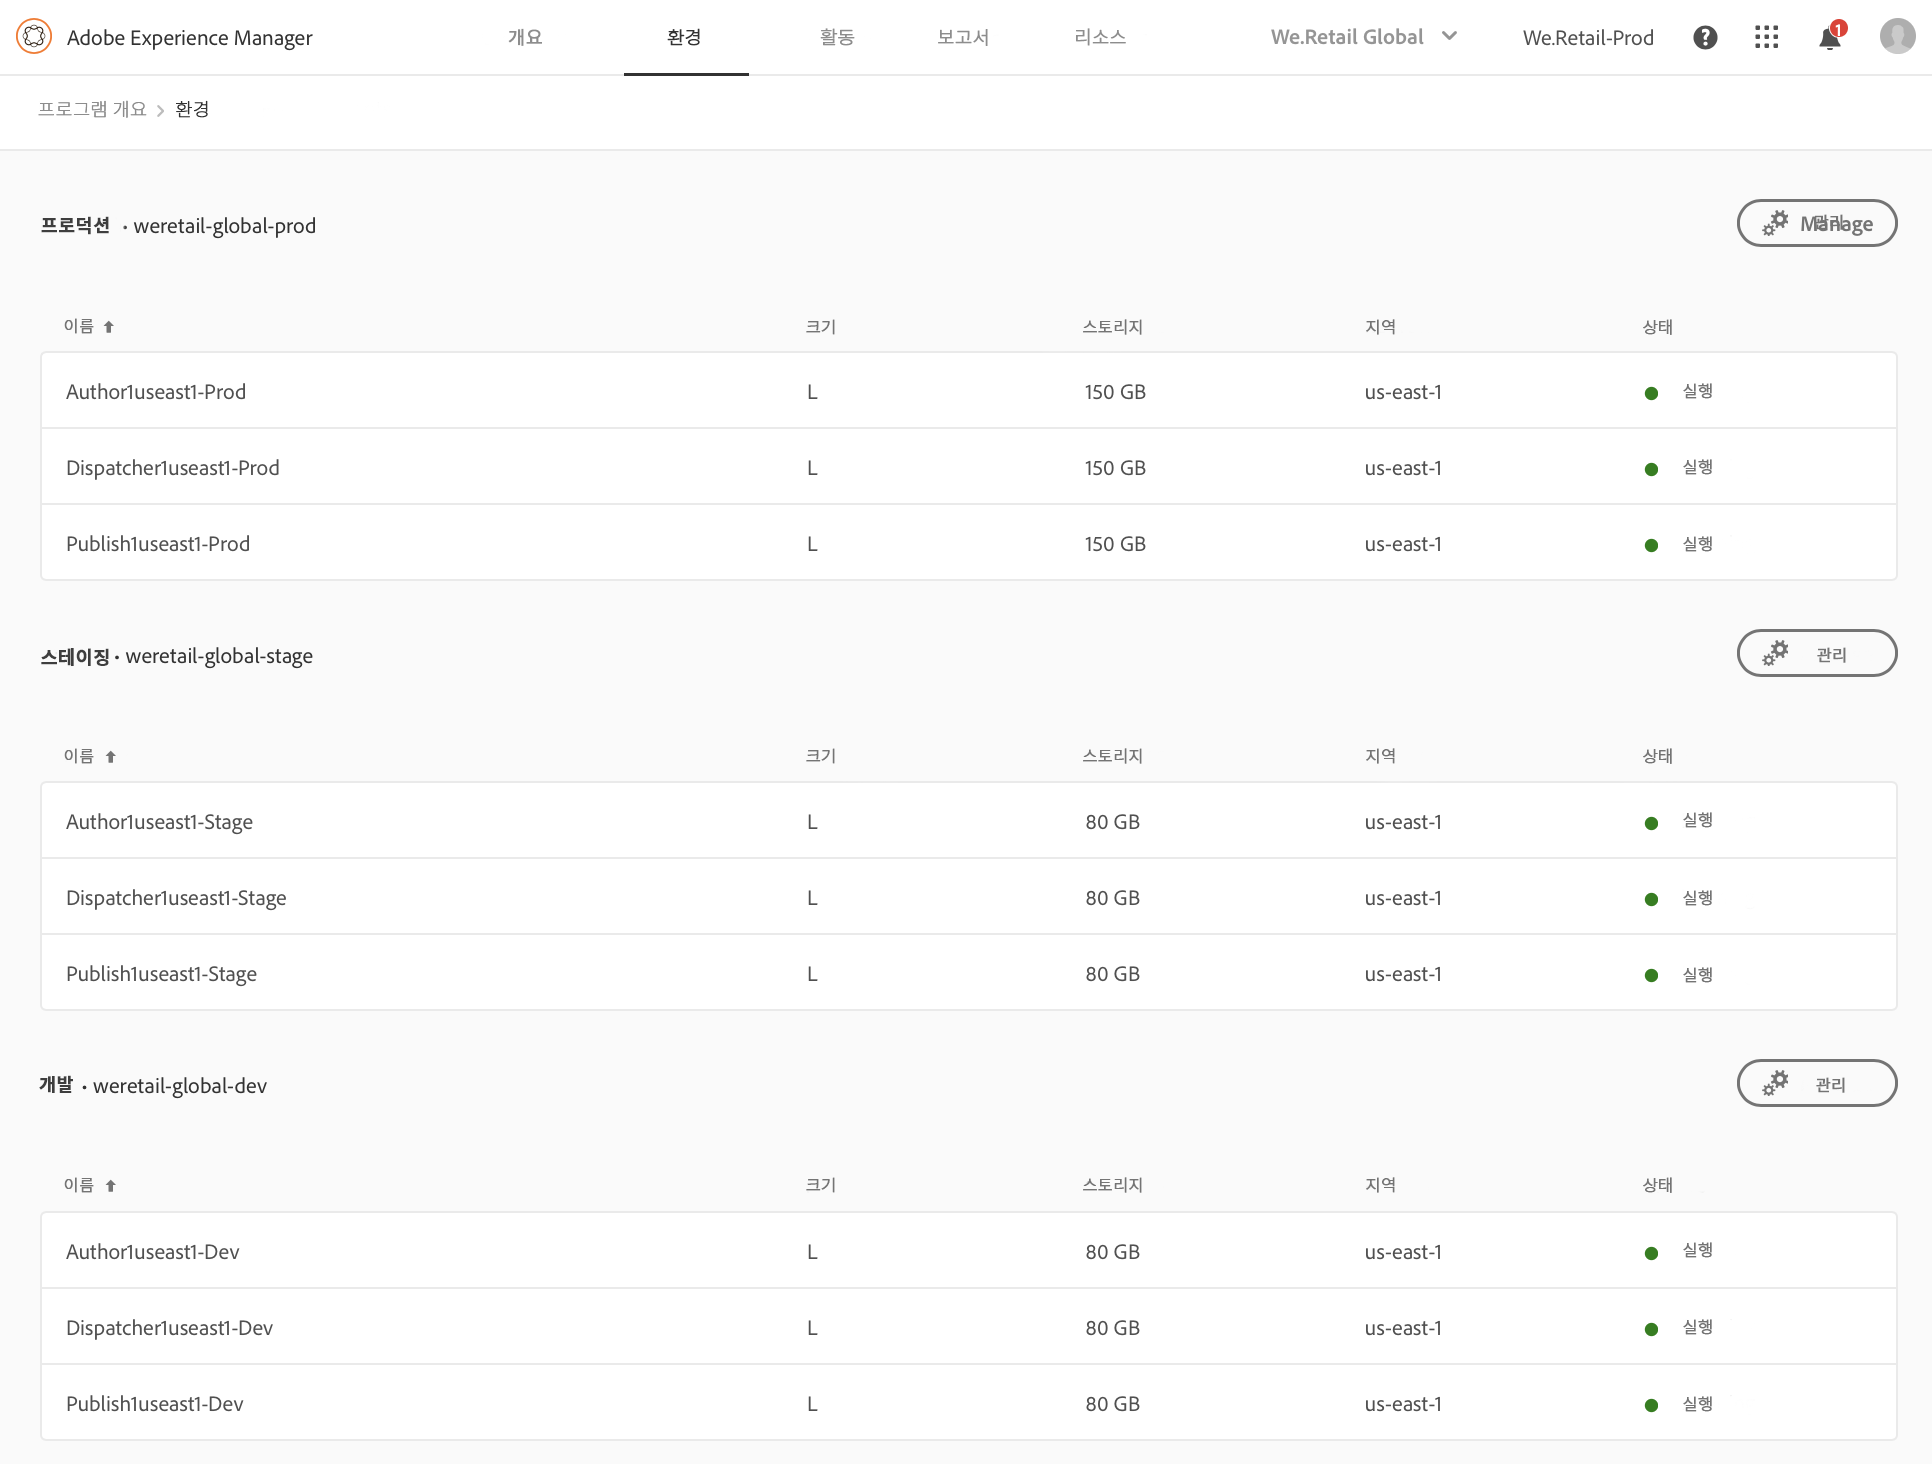 Adobe Experience Manager 개요 환경 활동 보고서 리소스 We.Retail Global We.Retail-Prod 1
프로그램 개요 > 환경
프로덕션 · weretail-global-prod Manage 관리
이름 크기 스토리지 지역 상태
Author1useast1-Prod L 150 GB us-east-1 실행
Dispatcher1useast1-Prod L 150 GB us-east-1 실행
Publish1useast1-Prod L 150 GB us-east-1 실행
스테이징 · weretail-global-stage 관리
이름 크기 스토리지 지역 상태
Author1useast1-Stage L 80 GB us-east-1 실행
Dispatcher1useast1-Stage L 80 GB us-east-1 실행
Publish1useast1-Stage L 80 GB us-east-1 실행
개발 · weretail-global-dev 관리
이름 크기 스토리지 지역 상태
Author1useast1-Dev L 80 GB us-east-1 실행
Dispatcher1useast1-Dev L 80 GB us-east-1 실행
Publish1useast1-Dev L 80 GB us-east-1 실행